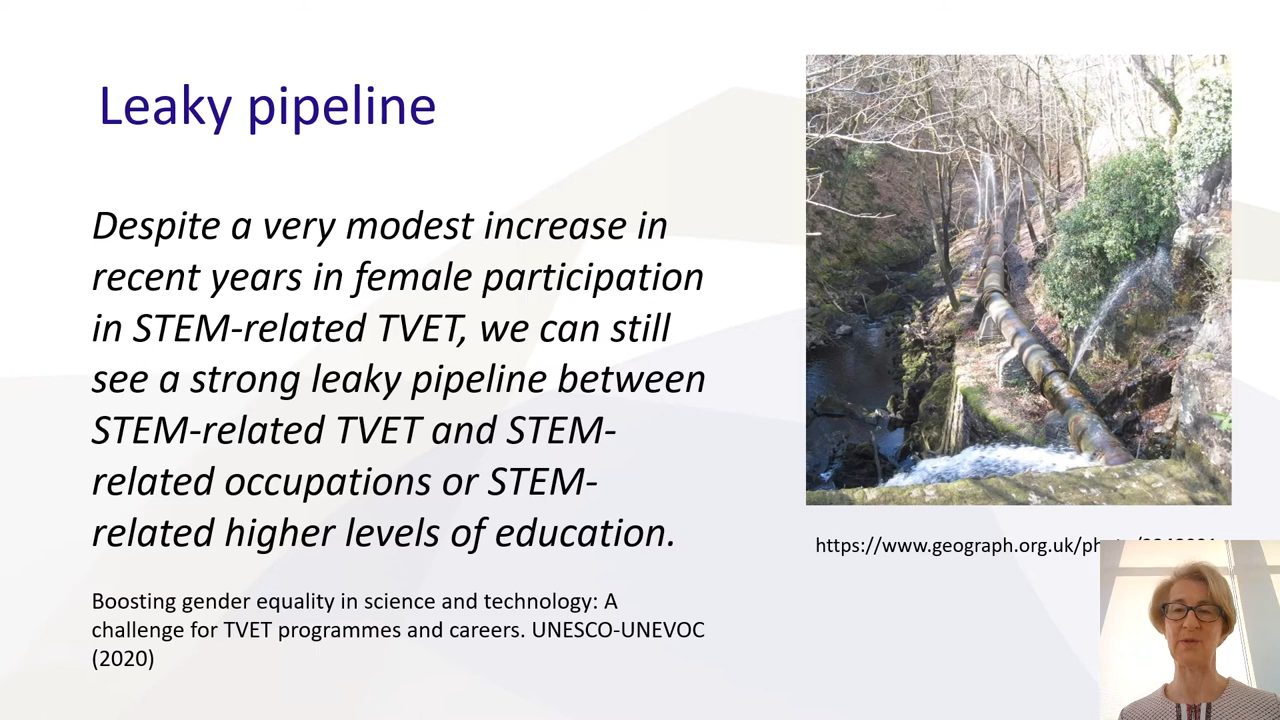 Leaky pipeline
Despite a very modest increase in
recent years in female participation
in STEM-related TVET, we can still
see a strong leaky pipeline between
STEM-related TVET and STEM-
related occupations or STEM-
related higher levels of education.
Boosting gender equality in science and technology: A
challenge for TVET programmes and careers. UNESCO-UNEVOC
(2020)
https://www.geograph.org.uk/ph